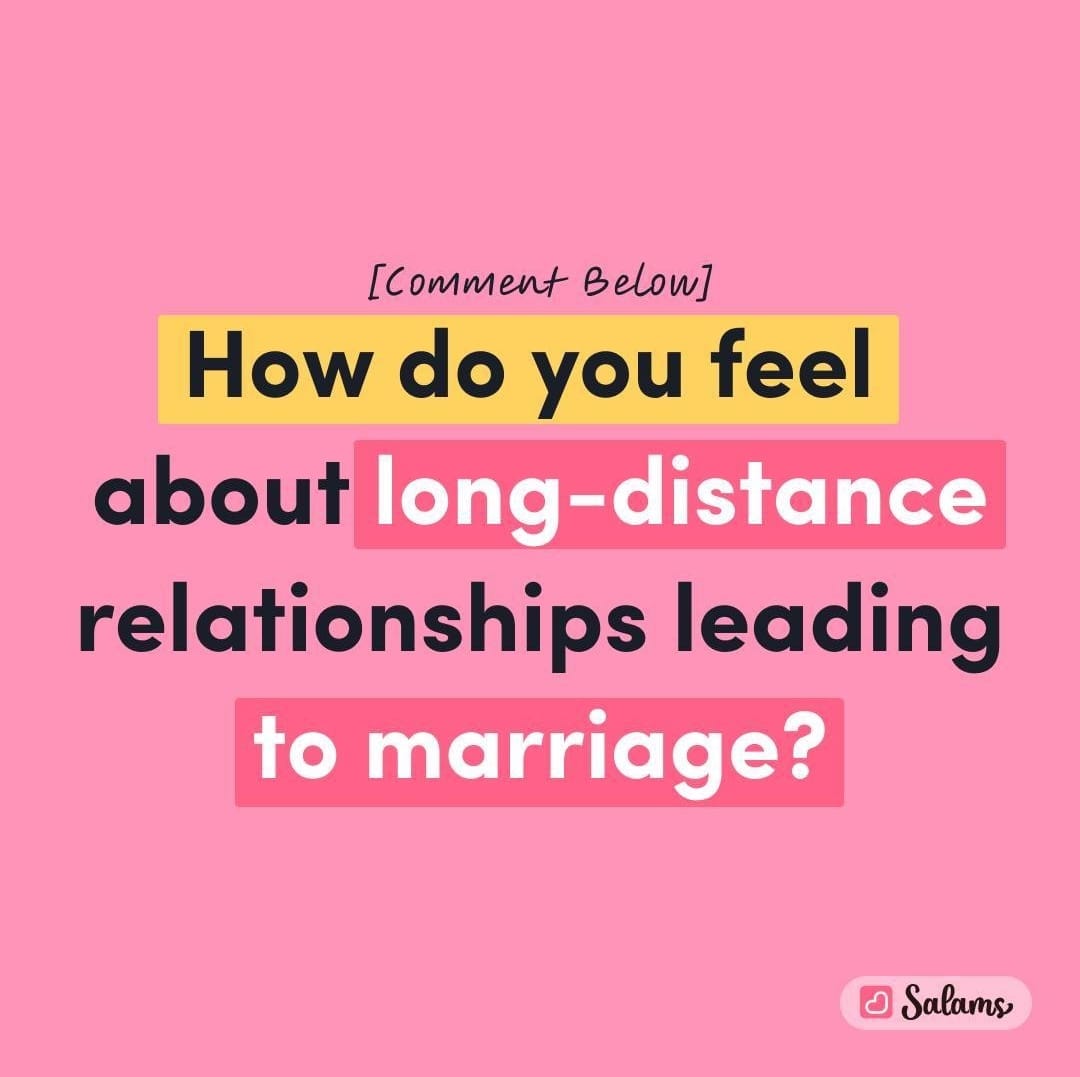 [Comment Below]
How do you feel
about long-distance
relationships leading
to marriage?
Salams